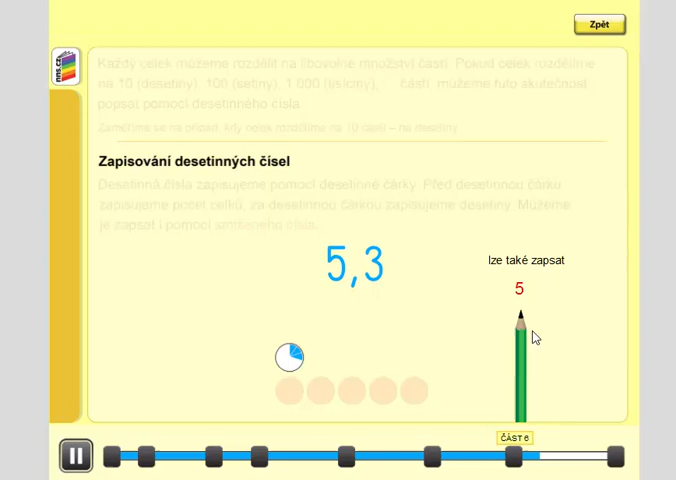 Zpět
nns.cz
Každý celek můžeme rozdělit na libovolné množství částí. Pokud celek rozdělíme
na 10 (desetiny), 100 (setiny), 1 000 (tisíciny), částí, můžeme tuto skutečnost
popsat pomocí desetinného čísla.
Zaměříme se na případ, kdy celek rozdělíme na 10 částí – na desetiny.
Zapisování desetinných čísel
Desetinná čísla zapisujeme pomocí desetinné čárky. Před desetinnou čárku
zapisujeme počet celků, za desetinnou čárkou zapisujeme desetiny. Můžeme
je zapsat i pomocí smíšeného čísla.
5,3
lze také zapsat
5
ČÁST 6